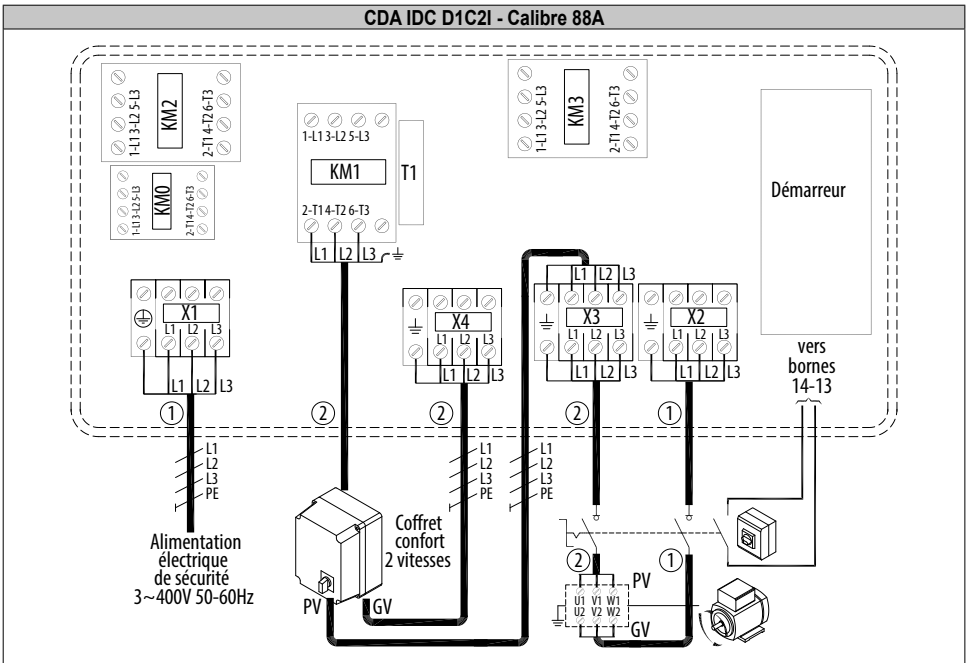 CDA IDC D1C2I - Calibre 88A
1-L1 3-L2 5-L3
KM2
2-T1 4-T2 6-T3
1-L1 3-L2 5-L3
KM0
2-T1 4-T2 6-T3
1-L1 3-L2 5-L3
KM1
T1
2-T1 4-T2 6-T3
L1 L2 L3
1-L1 3-L2 5-L3
KM3
2-T1 4-T2 6-T3
Démarreur
X1
L1 L2 L3
L1 L2 L3
X4
L1 L2 L3
L1 L2 L3
L1 L2 L3
X3
L1 L2 L3
L1 L2 L3
X2
L1 L2 L3
L1 L2 L3
vers
bornes
14-13
1
2
2
2
1
L1
L2
L3
PE
L1
L2
L3
PE
L1
L2
L3
PE
Alimentation
électrique
de sécurité
3~400V 50-60Hz
Coffret
confort
2 vitesses
PV
GV
2
1
PV
U1 V1 W1
U2 V2 W2
GV